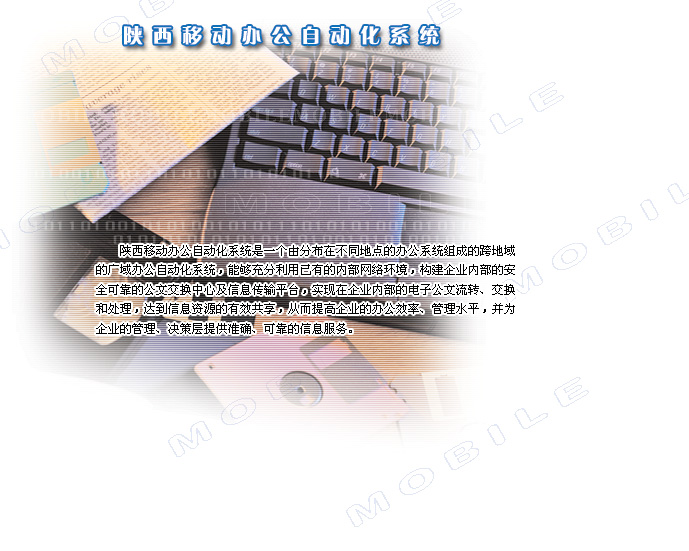 陕西移动办公自动化系统
陕西移动办公自动化系统是一个由分布在不同地点的办公系统组成的跨地域
的广域办公自动化系统，能够充分利用已有的内部网络环境，构建企业内部的安
全可靠的公文交换中心及信息传输平台，实现在企业内部的电子公文流转、交换
和处理，达到信息资源的有效共享，从而提高企业的办公效率、管理水平，并为
企业的管理、决策层提供准确、可靠的信息服务。
MOBILE
MOBILE
MOBILE
MOBILE
MOBILE